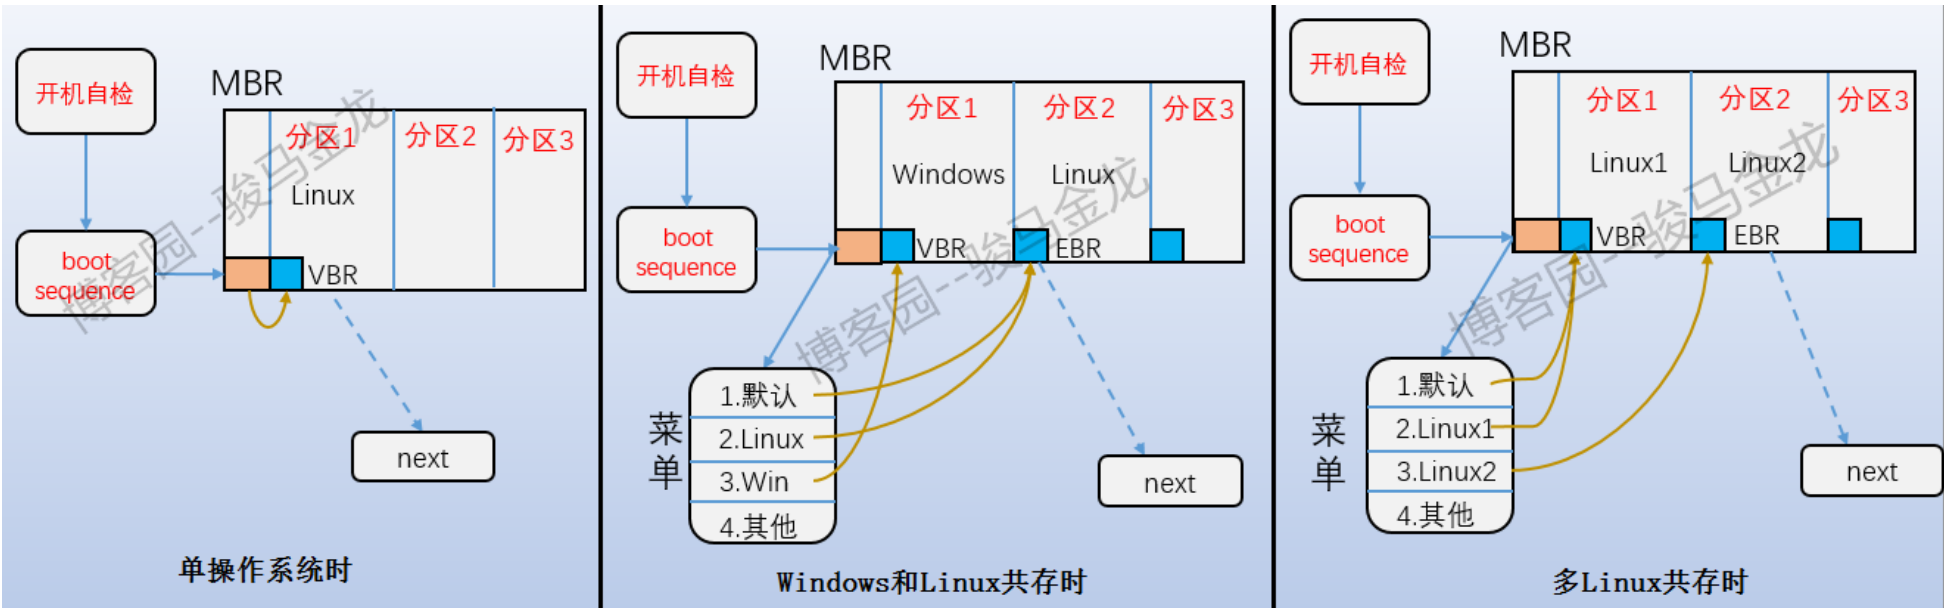 开机自检
boot
sequence
MBR
分区1
分区2
分区3
Linux
VBR
next
单操作系统时
博客园--骏马金龙
开机自检
boot
sequence
MBR
分区1
分区2
分区3
Windows
Linux
VBR
EBR
菜单
1.默认
2.Linux
3.Win
4.其他
next
Windows和Linux共存时
博客园--骏马金龙
开机自检
boot
sequence
MBR
分区1
分区2
分区3
Linux1
Linux2
VBR
EBR
菜单
1.默认
2.Linux1
3.Linux2
4.其他
next
多Linux共存时
博客园--骏马金龙